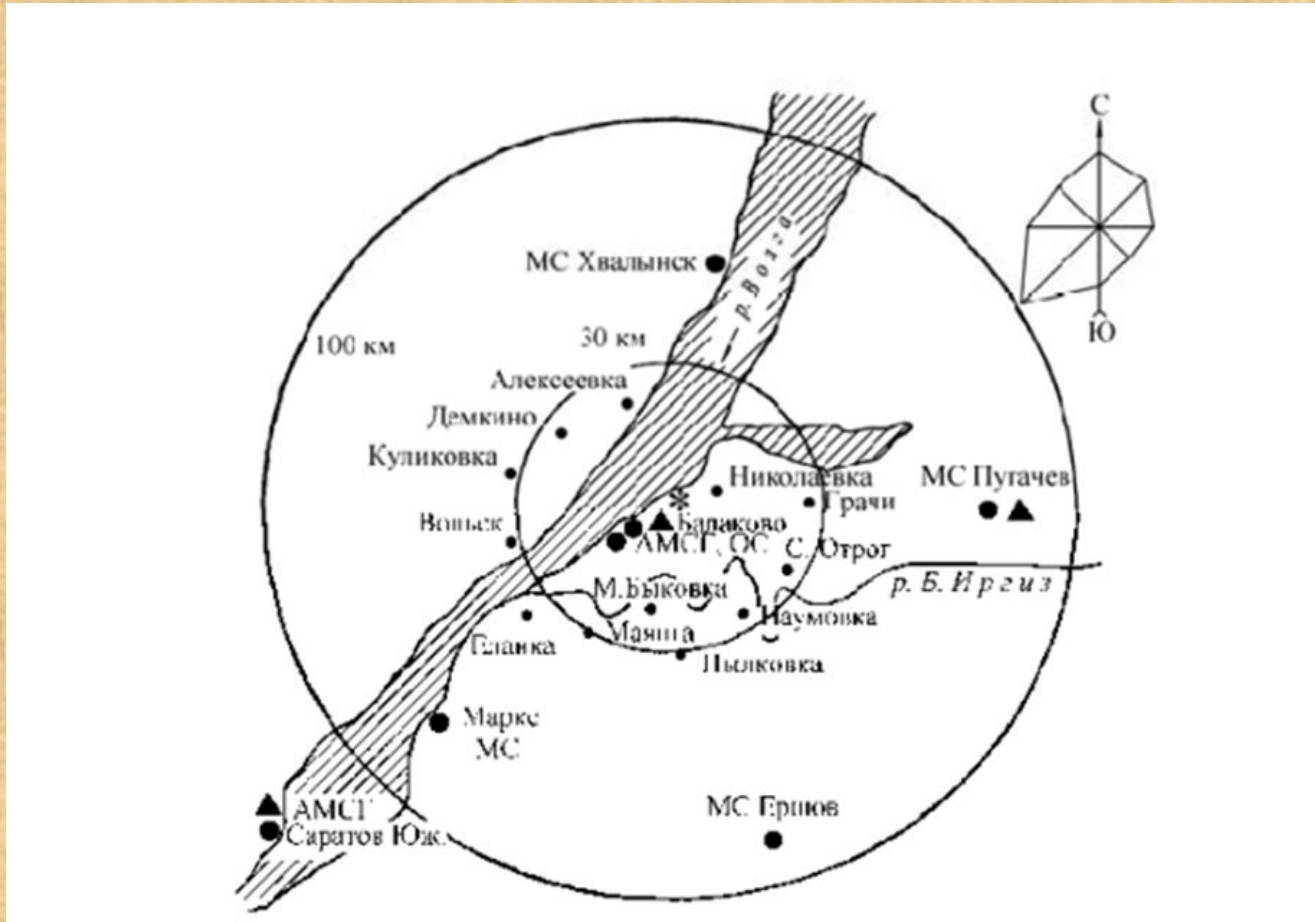 С
МС Хвалынск
р. Волга
Ю
100 км
30 км
Алексеевка
Демкино
Куликовка
Николаевка
МС Пугачев
Грачи
Вольск
Балаково
АМСГ, ОС
С. Отрог
р. Б. Иргиз
М.Быковка
Наумовка
Маянга
Пылковка
Маркс
МС
МС Ершов
АМСГ
Саратов Юж.